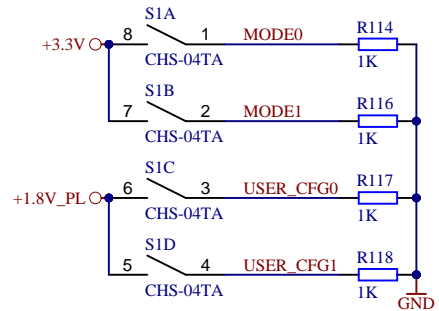 S1A
R114
+3.3V
8
1
MODE0
CHS-04TA
1K
S1B
R116
7
2
MODE1
CHS-04TA
1K
S1C
R117
+1.8V_PL
6
3
USER_CFG0
CHS-04TA
1K
S1D
R118
5
4
USER_CFG1
CHS-04TA
1K
GND